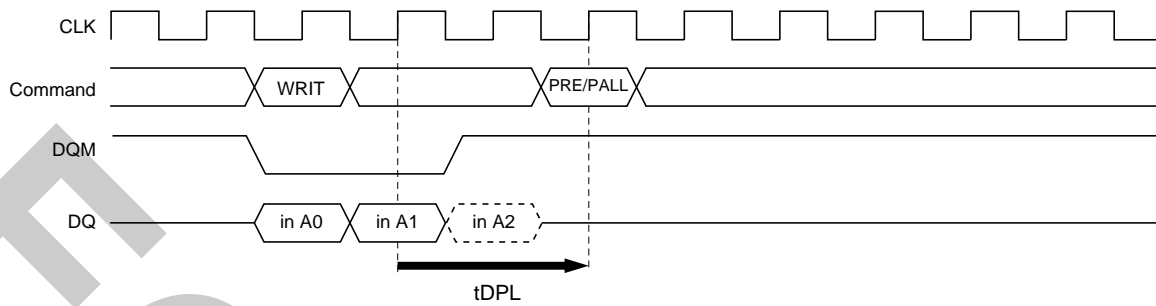 CLK
Command WRIT PRE/PALL
DQM
DQ in A0 in A1 in A2
tDPL